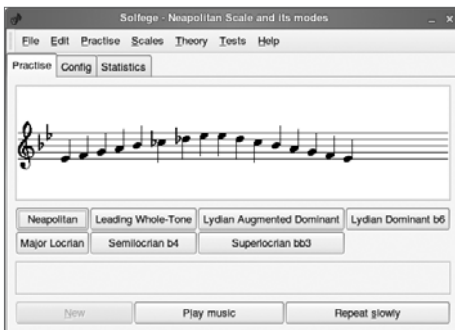 Solfege - Neapolitan Scale and its modes
File Edit Practise Scales Theory Tests Help
Practise Config Statistics
Neapolitan Leading Whole-Tone Lydian Augmented Dominant Lydian Dominant b6
Major Locrian Semilocrian b4 Superlocrian bb3
New Play music Repeat slowly